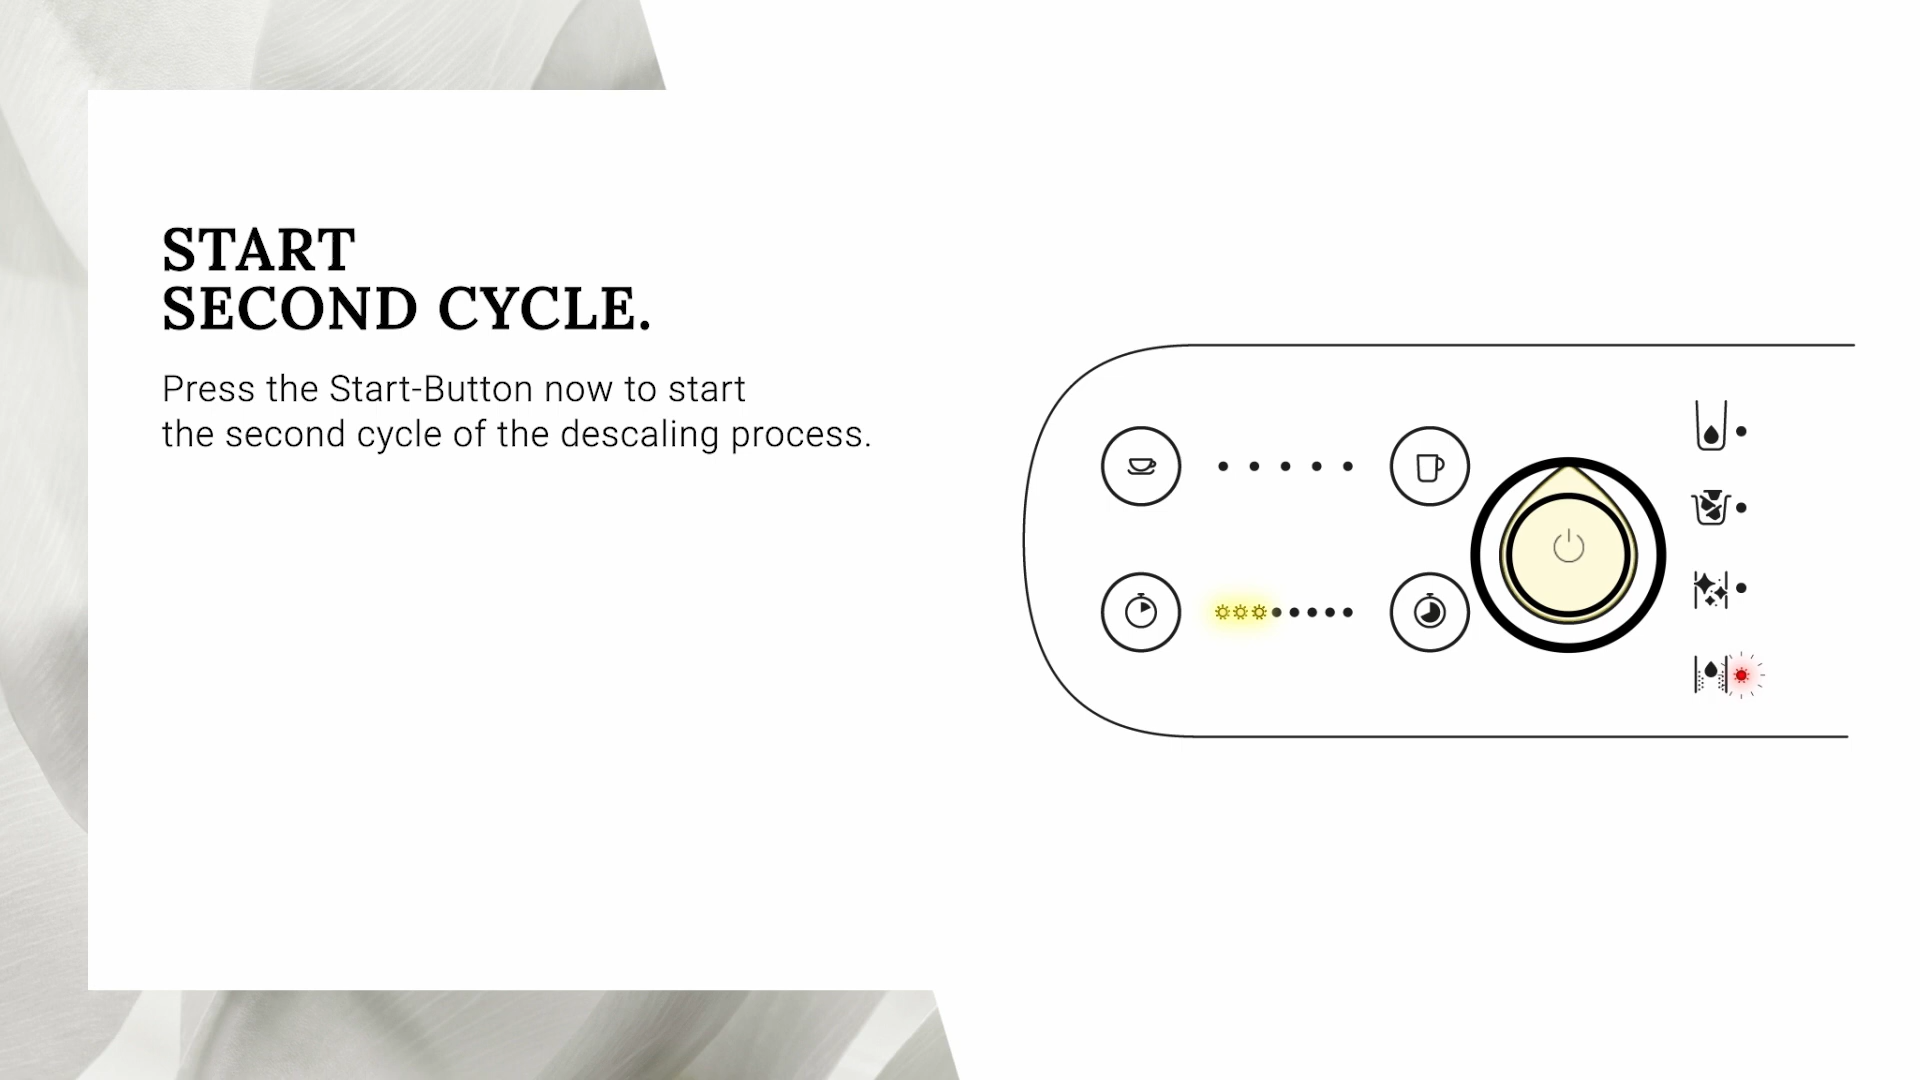 START
SECOND CYCLE.
Press the Start-Button now to start
the second cycle of the descaling process.